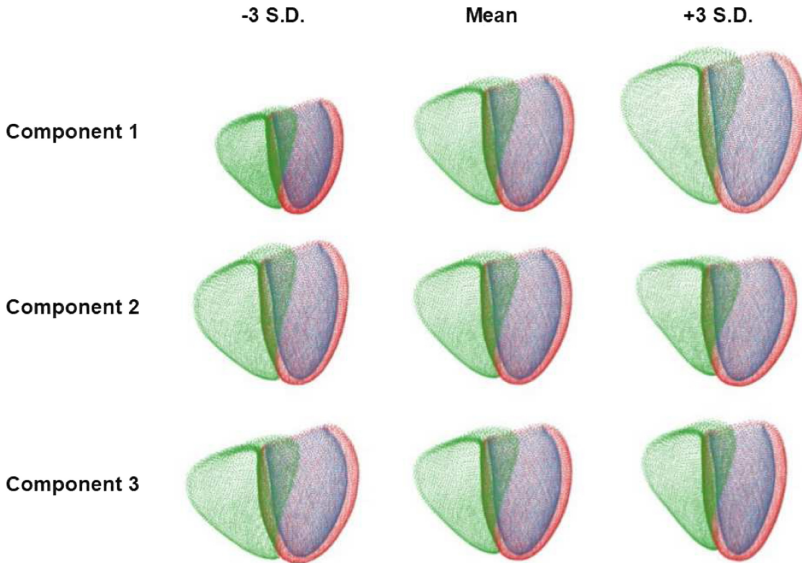 -3 S.D. Mean +3 S.D.
Component 1
Component 2
Component 3